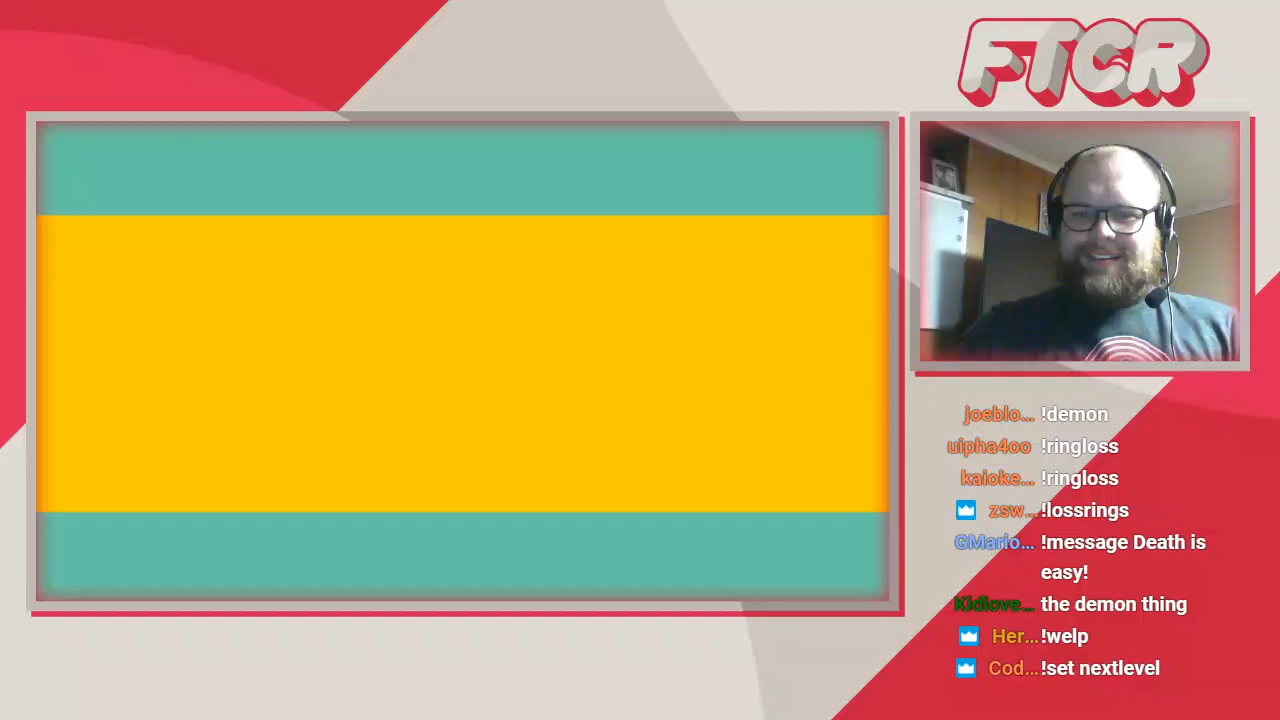 FTCR
joeblo... !demon
uipha4oo !ringloss
kaioke... !ringloss
zsw... !lossrings
GMario... !message Death is
easy!
Kidlove... the demon thing
Her... !welp
Cod... !set nextlevel